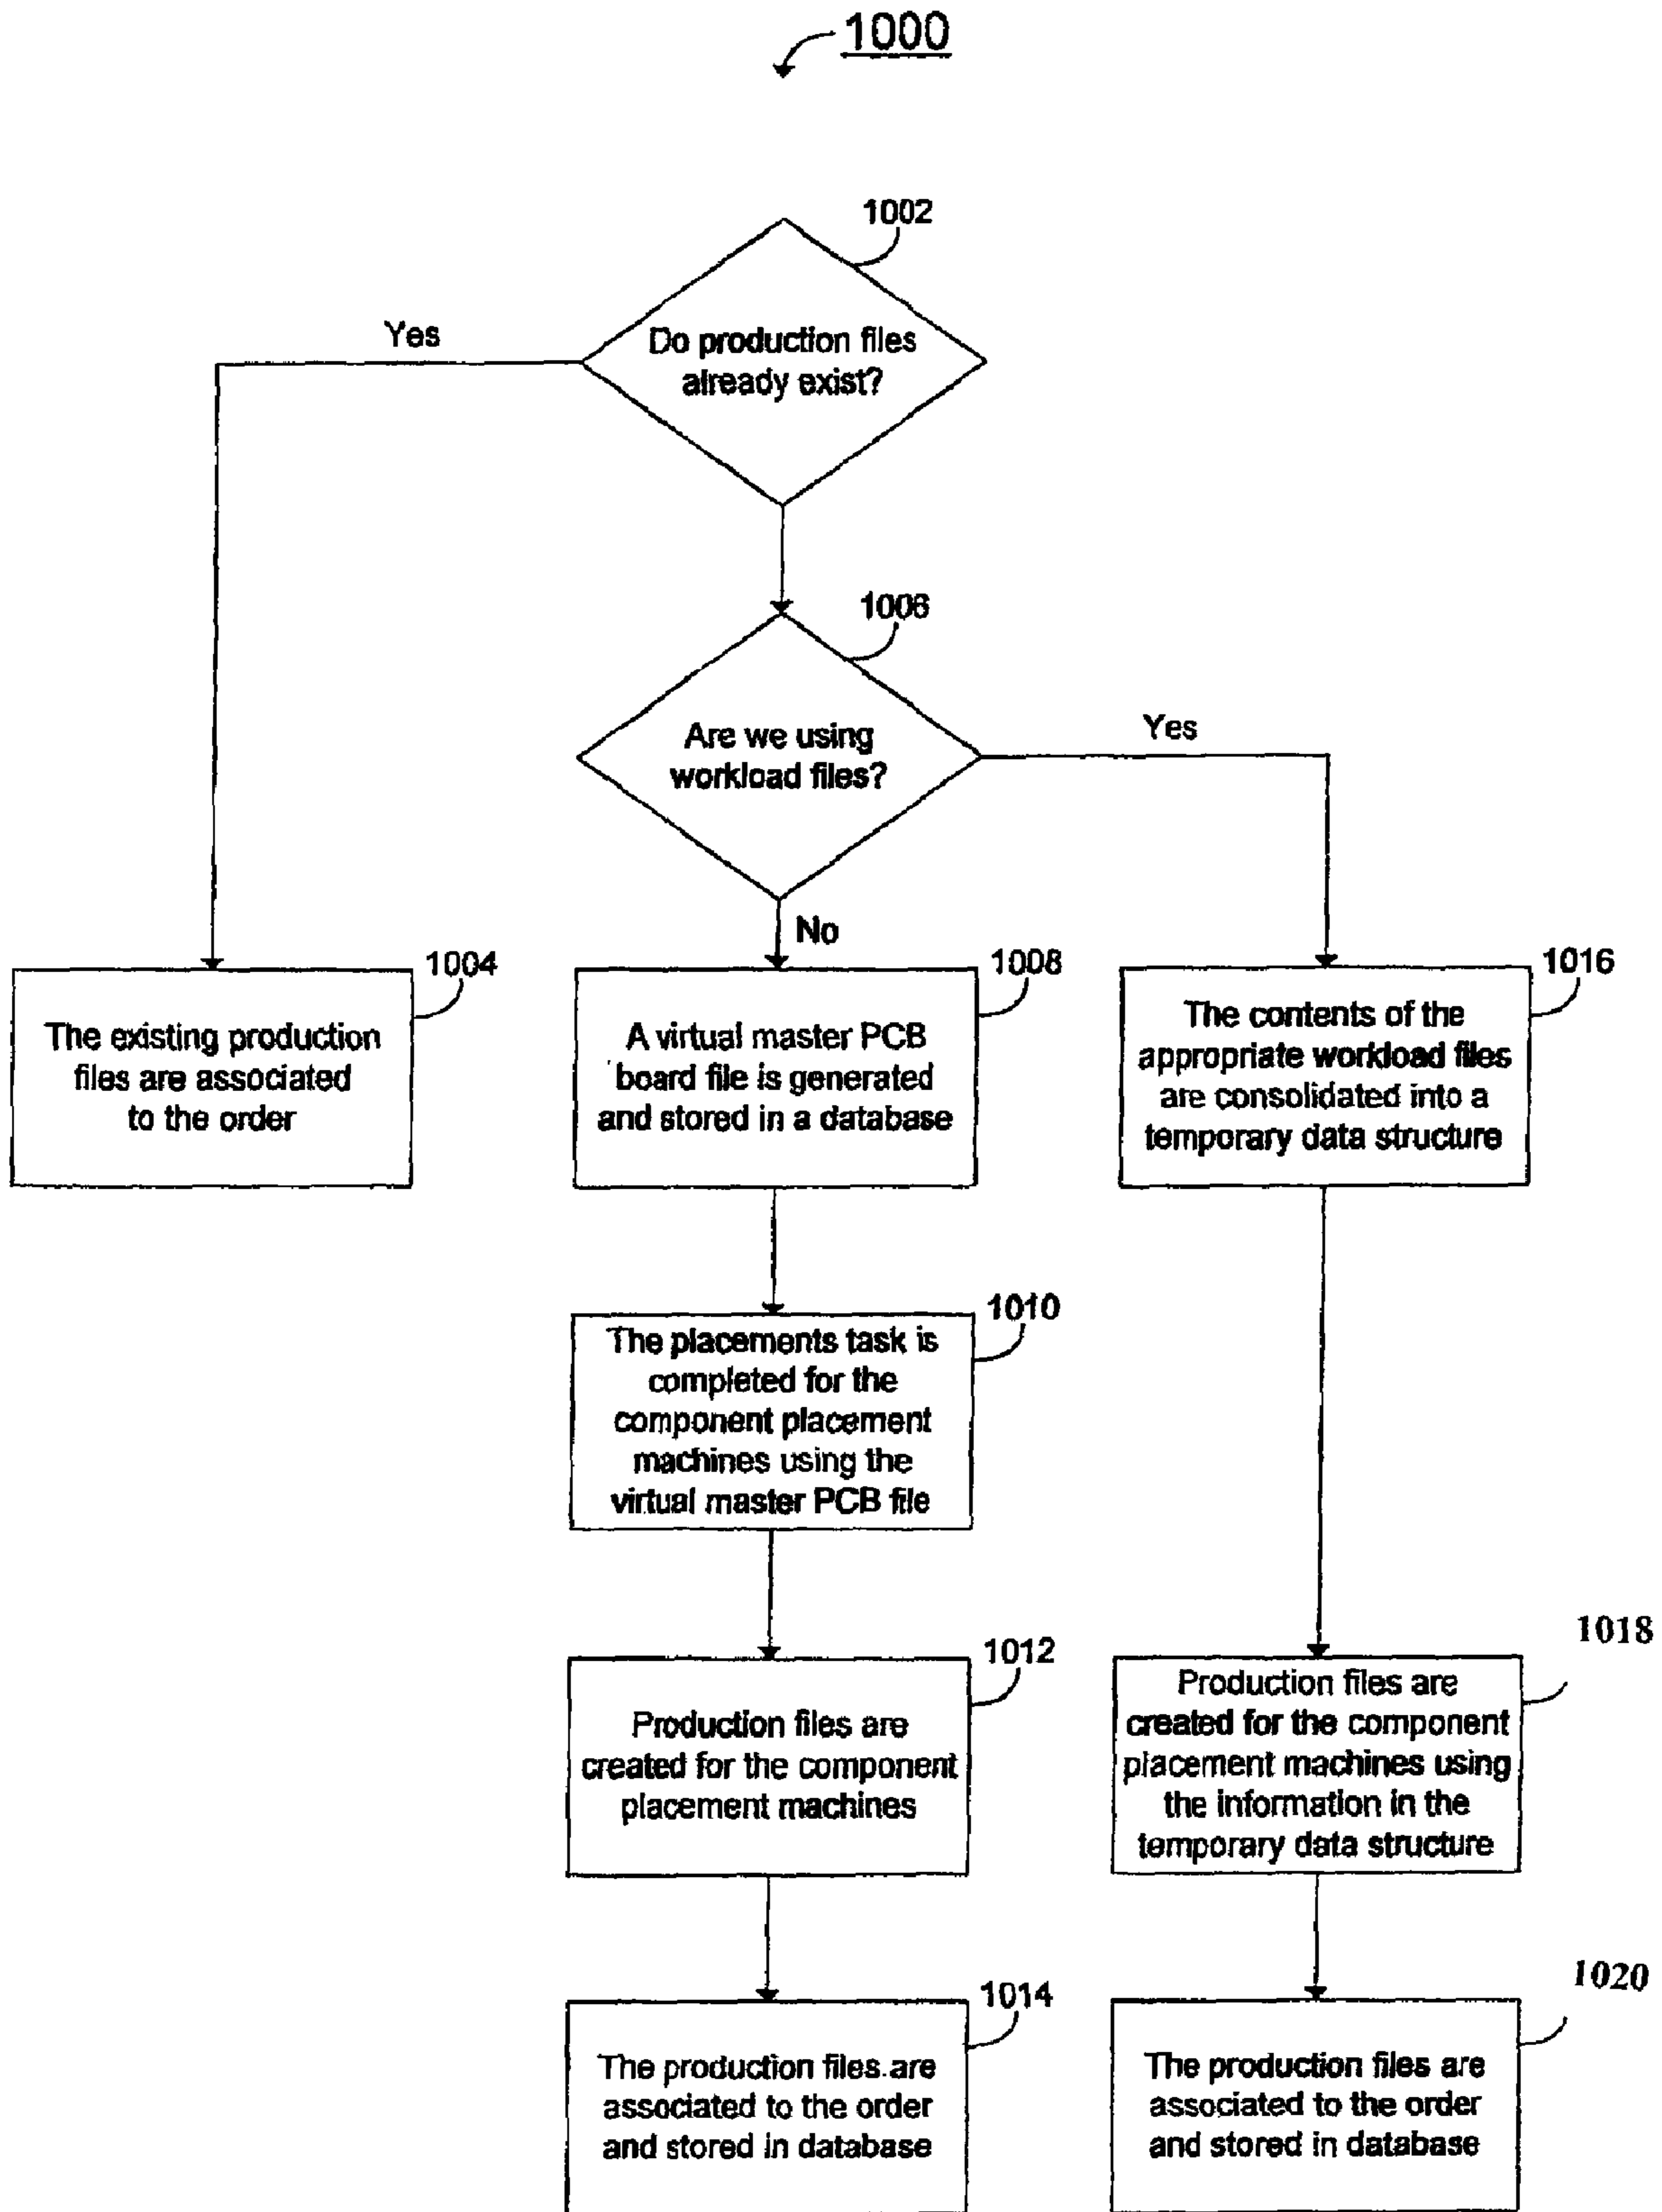 1000
1002
Do production files
already exist?
Yes
1006
Are we using
workload files?
Yes
No
1004
The existing production
files are associated
to the order
1008
A virtual master PCB
board file is generated
and stored in a database
1016
The contents of the
appropriate workload files
are consolidated into a
temporary data structure
1010
The placements task is
completed for the
component placement
machines using the
virtual master PCB file
1012
Production files are
created for the component
placement machines
1018
Production files are
created for the component
placement machines using
the information in the
temporary data structure
1014
The production files are
associated to the order
and stored in database
1020
The production files are
associated to the order
and stored in database